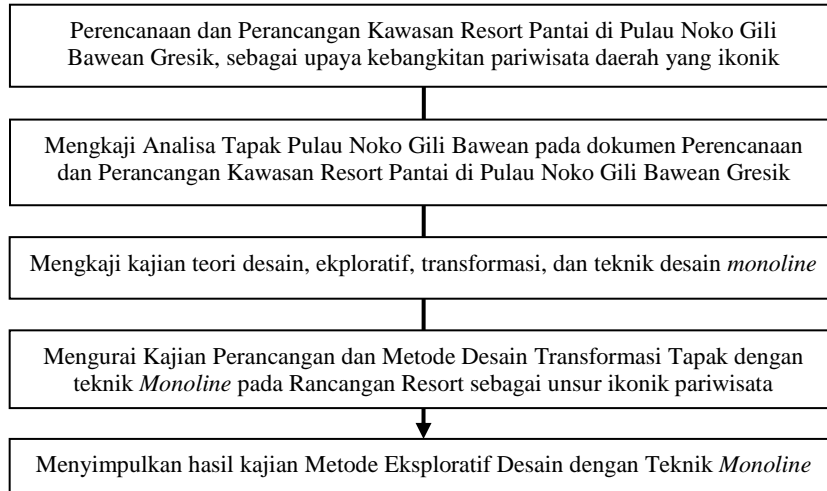 Perencanaan dan Perancangan Kawasan Resort Pantai di Pulau Noko Gili
Bawean Gresik, sebagai upaya kebangkitan pariwisata daerah yang ikonik
Mengkaji Analisa Tapak Pulau Noko Gili Bawean pada dokumen Perencanaan
dan Perancangan Kawasan Resort Pantai di Pulau Noko Gili Bawean Gresik
Mengkaji kajian teori desain, ekploratif, transformasi, dan teknik desain monoline
Mengurai Kajian Perancangan dan Metode Desain Transformasi Tapak dengan
teknik Monoline pada Rancangan Resort sebagai unsur ikonik pariwisata
Menyimpulkan hasil kajian Metode Eksploratif Desain dengan Teknik Monoline